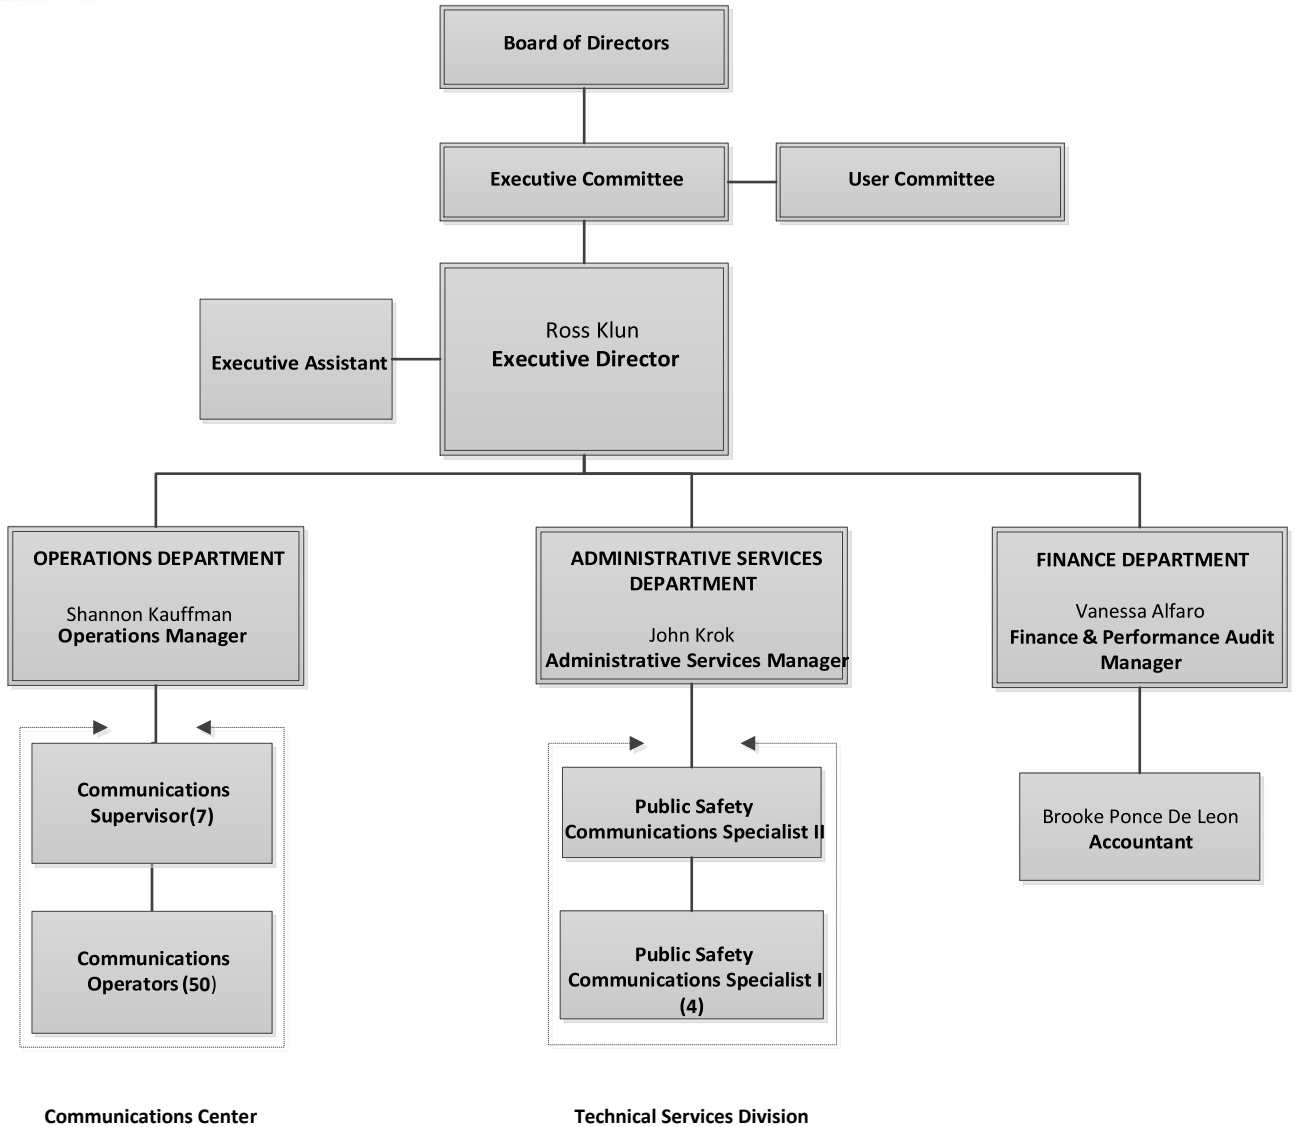 Board of Directors
Executive Committee
User Committee
Ross Klun
Executive Director
Executive Assistant
OPERATIONS DEPARTMENT
Shannon Kauffman
Operations Manager
ADMINISTRATIVE SERVICES
DEPARTMENT
John Krok
Administrative Services Manager
FINANCE DEPARTMENT
Vanessa Alfaro
Finance & Performance Audit
Manager
Communications
Supervisor(7)
Communications
Operators (50)
Public Safety
Communications Specialist II
Public Safety
Communications Specialist I
(4)
Brooke Ponce De Leon
Accountant
Communications Center
Technical Services Division